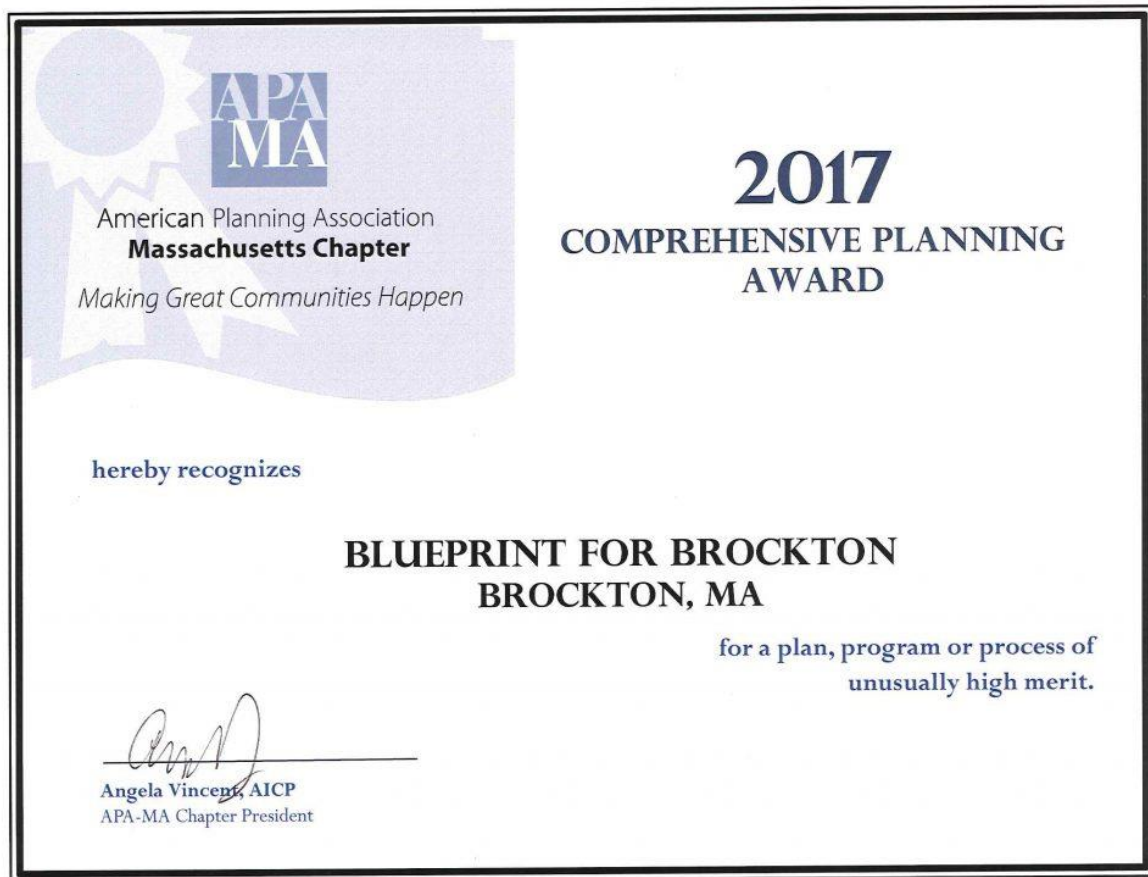 APA
MA
American Planning Association
Massachusetts Chapter
Making Great Communities Happen
2017
COMPREHENSIVE PLANNING
AWARD
hereby recognizes
BLUEPRINT FOR BROCKTON
BROCKTON, MA
for a plan, program or process of
unusually high merit.
Angela Vincent, AICP
APA-MA Chapter President